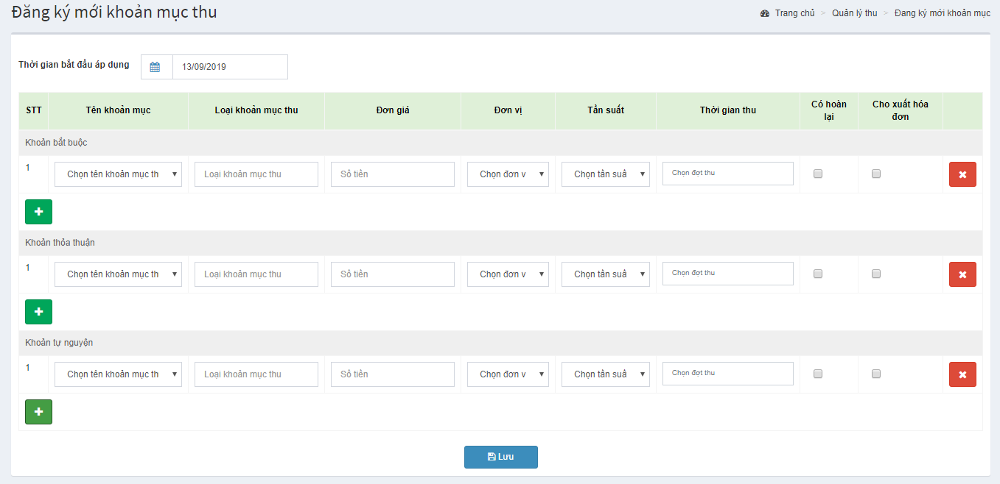 Đăng ký mới khoản mục thu
Trang chủ > Quản lý thu > Đang ký mới khoản mục
Thời gian bắt đầu áp dụng 13/09/2019
STT Tên khoản mục Loại khoản mục thu Đơn giá Đơn vị Tần suất Thời gian thu Có hoàn lại Cho xuất hóa đơn
Khoản bắt buộc
1 Chọn tên khoản mục th Loại khoản mục thu Số tiền Chọn đơn v Chọn tần suấ Chọn đợt thu
Khoản thỏa thuận
1 Chọn tên khoản mục th Loại khoản mục thu Số tiền Chọn đơn v Chọn tần suấ Chọn đợt thu
Khoản tự nguyện
1 Chọn tên khoản mục th Loại khoản mục thu Số tiền Chọn đơn v Chọn tần suấ Chọn đợt thu
Lưu